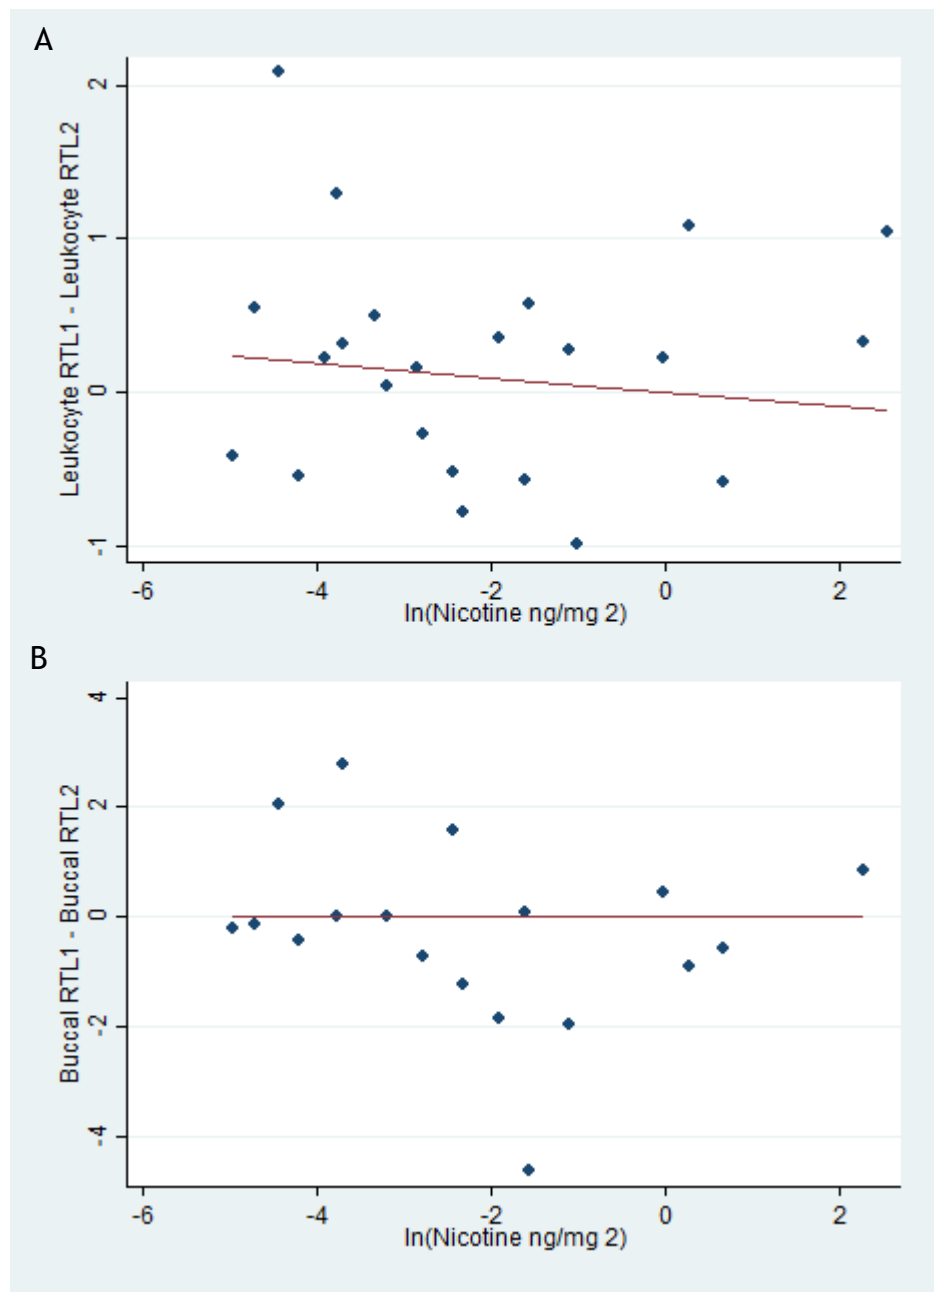 A
Leukocyte RTL1 - Leukocyte RTL2
2
1
0
-1
-6 -4 -2 0 2
ln(Nicotine ng/mg 2)
B
Buccal RTL1 - Buccal RTL2
4
2
0
-2
-4
-6 -4 -2 0 2
ln(Nicotine ng/mg 2)